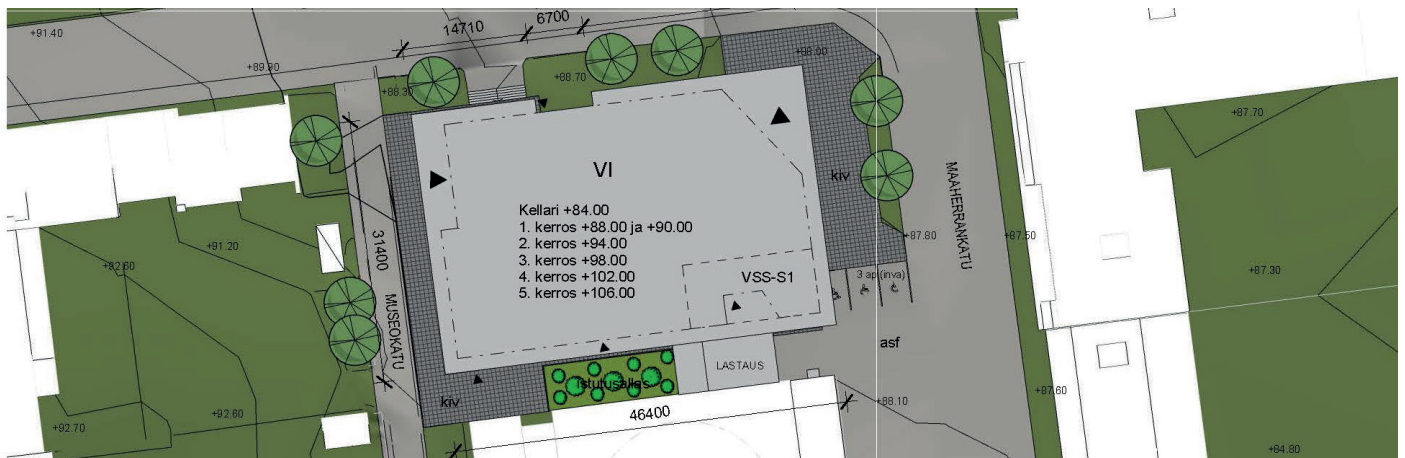 +91.40
14710
6700
+88.00
+89.90
+88.30
+88.70
+87.70
VI
kiv
Kellari +84.00
1. kerros +88.00 ja +90.00
2. kerros +94.00
3. kerros +98.00
4. kerros +102.00
5. kerros +106.00
MAAHERRANKATU
+87.80
+87.50
31400
+91.20
+92.60
VSS-S1
3 ap (inva)
+87.30
MUSEOKATU
asf
LASTAUS
Istutusallas
kiv
46400
+88.10
+87.60
+92.60
+92.70
+84.80